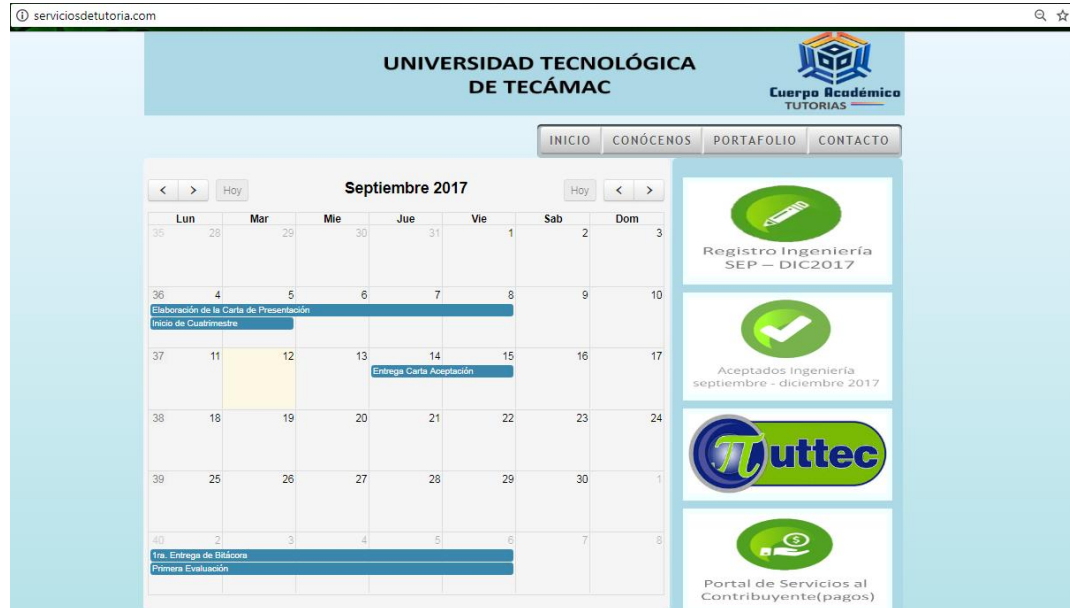 serviciosdetutoria.com
UNIVERSIDAD TECNOLÓGICA
DE TECÁMAC
Cuerpo Académico
TUTORIAS
INICIO CONÓCENOS PORTAFOLIO CONTACTO
Hoy Septiembre 2017 Hoy
Lun Mar Mie Jue Vie Sab Dom
35 28 29 30 31 1 2 3
36 4 5 6 7 8 9 10
Elaboración de la Carta de Presentación
Inicio de Cuatrimestre
37 11 12 13 14 15 16 17
Entrega Carta Aceptación
38 18 19 20 21 22 23 24
39 25 26 27 28 29 30 1
40 2 3 4 5 6 7 8
1ra. Entrega de Bitácora
Primera Evaluación
Registro Ingeniería
SEP – DIC2017
Aceptados Ingeniería
septiembre - diciembre 2017
uttec
Portal de Servicios al
Contribuyente(pagos)